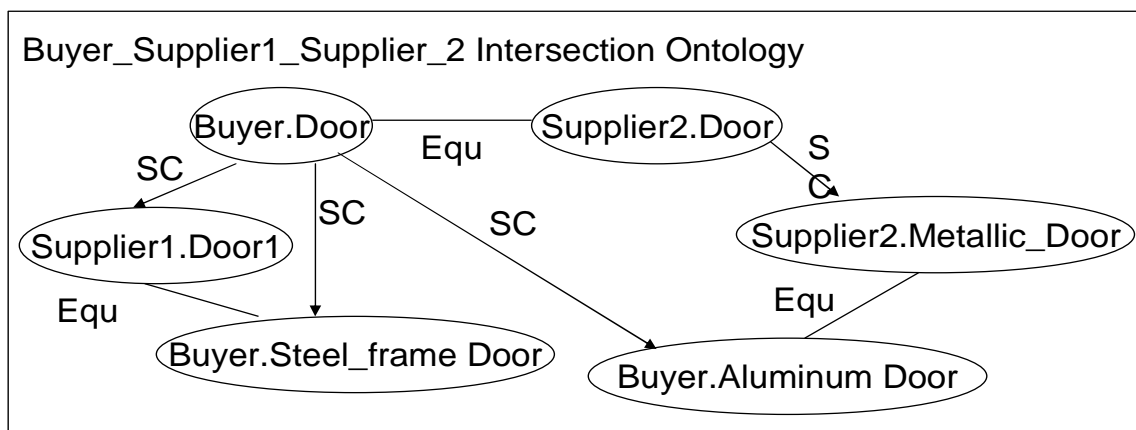 Buyer_Supplier1_Supplier_2 Intersection Ontology
Buyer.Door
Equ
Supplier2.Door
S
C
SC
SC
SC
Supplier1.Door1
Supplier2.Metallic_Door
Equ
Equ
Buyer.Steel_frame Door
Buyer.Aluminum Door